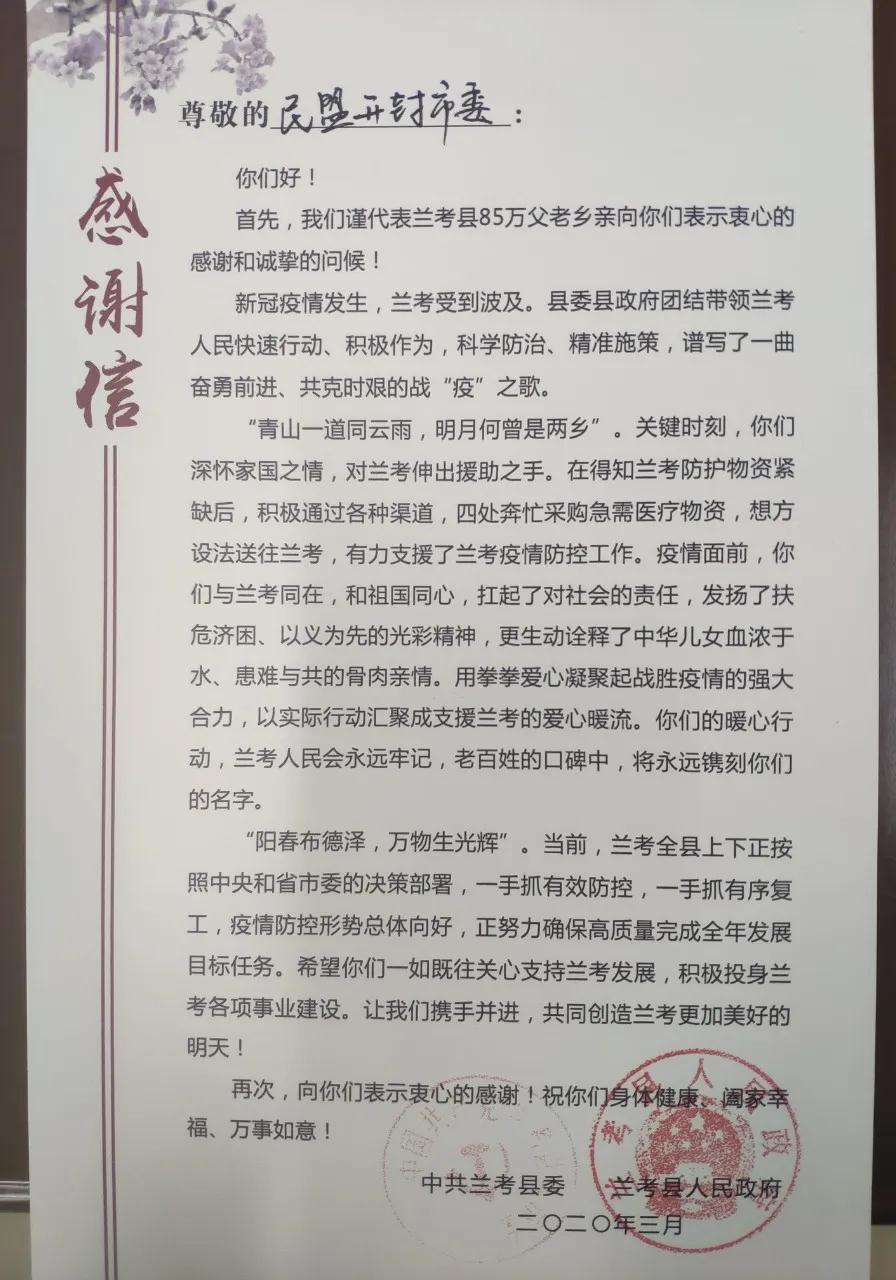 感谢信
尊敬的民盟开封市委：
你们好！
首先，我们谨代表兰考县85万父老乡亲向你们表示衷心的
感谢和诚挚的问候！
新冠疫情发生，兰考受到波及。县委县政府团结带领兰考
人民快速行动、积极作为，科学防治、精准施策，谱写了一曲
奋勇前进、共克时艰的战“疫”之歌。
“青山一道同云雨，明月何曾是两乡”。关键时刻，你们
深怀家国之情，对兰考伸出援助之手。在得知兰考防护物资紧
缺后，积极通过各种渠道，四处奔忙采购急需医疗物资，想方
设法送往兰考，有力支援了兰考疫情防控工作。疫情面前，你
们与兰考同在，和祖国同心，扛起了对社会的责任，发扬了扶
危济困、以义为先的光彩精神，更生动诠释了中华儿女血浓于
水、患难与共的骨肉亲情。用拳拳爱心凝聚起战胜疫情的强大
合力，以实际行动汇聚成支援兰考的爱心暖流。你们的暖心行
动，兰考人民会永远牢记，老百姓的口碑中，将永远镌刻你们
的名字。
“阳春布德泽，万物生光辉”。当前，兰考全县上下正按
照中央和省市委的决策部署，一手抓有效防控，一手抓有序复
工，疫情防控形势总体向好，正努力确保高质量完成全年发展
目标任务。希望你们一如既往关心支持兰考发展，积极投身兰
考各项事业建设。让我们携手并进，共同创造兰考更加美好的
明天！
再次，向你们表示衷心的感谢！祝你们身体健康、阖家幸
福、万事如意！
中共兰考县委 兰考县人民政府
二〇二〇年三月
兰考县人民政府